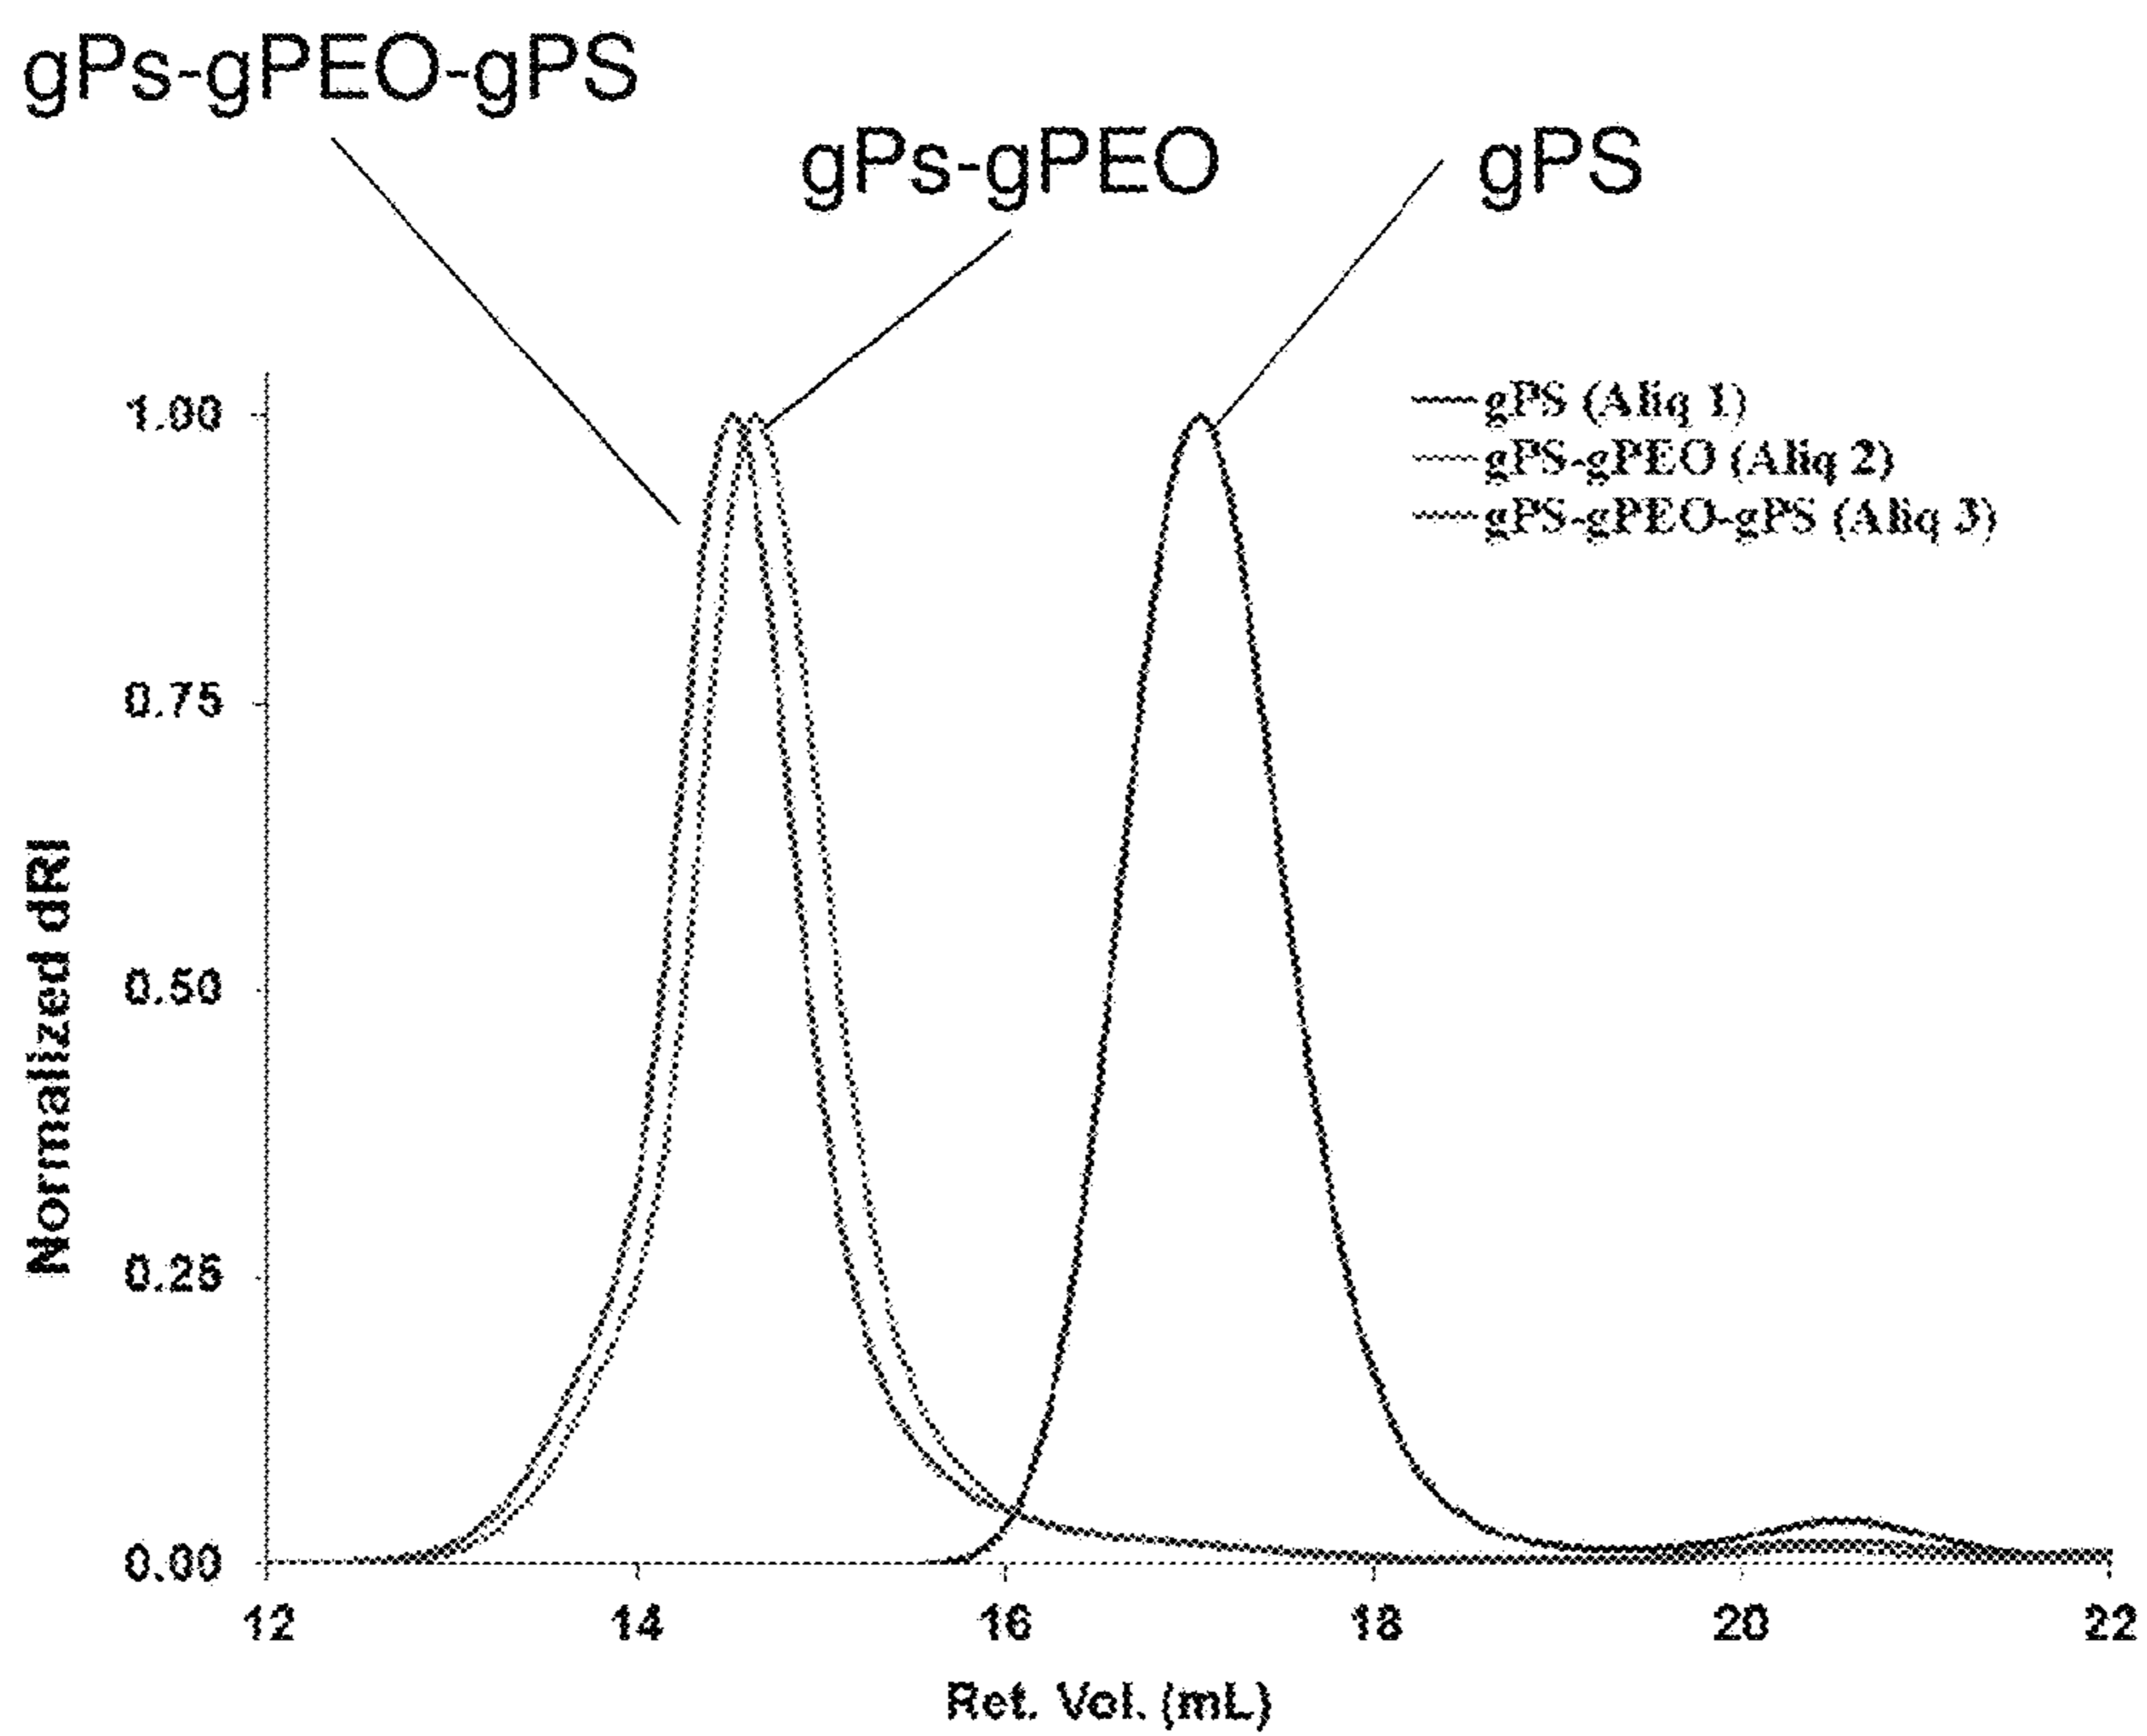 gPs-gPEO-gPS
gPs-gPEO
gPS
gPS (Aliq 1)
gPS-gPEO (Aliq 2)
gPS-gPEO-gPS (Aliq 3)
1.00
0.75
0.50
0.25
0.00
Normalized dRI
12 14 16 18 20 22
Ret. Vol. (mL)